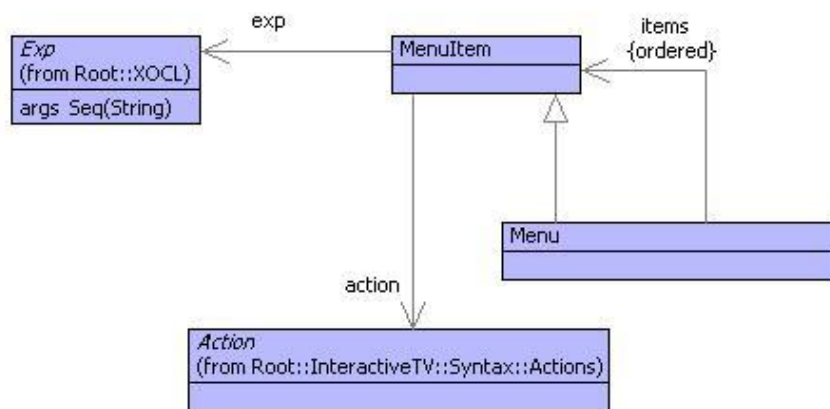 exp
items
{ordered}
Exp
(from Root::XOCL)
args Seq(String)
MenuItem
Menu
action
Action
(from Root::InteractiveTV::Syntax::Actions)